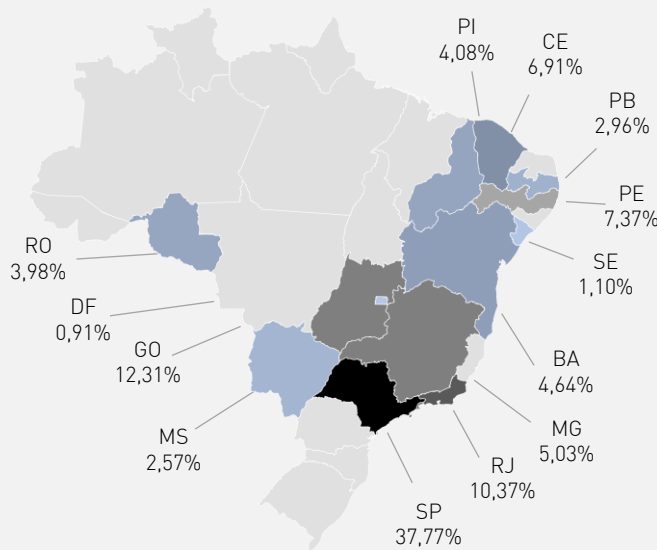 PI
4,08%
CE
6,91%
PB
2,96%
PE
7,37%
SE
1,10%
BA
4,64%
MG
5,03%
RJ
10,37%
SP
37,77%
MS
2,57%
GO
12,31%
DF
0,91%
RO
3,98%